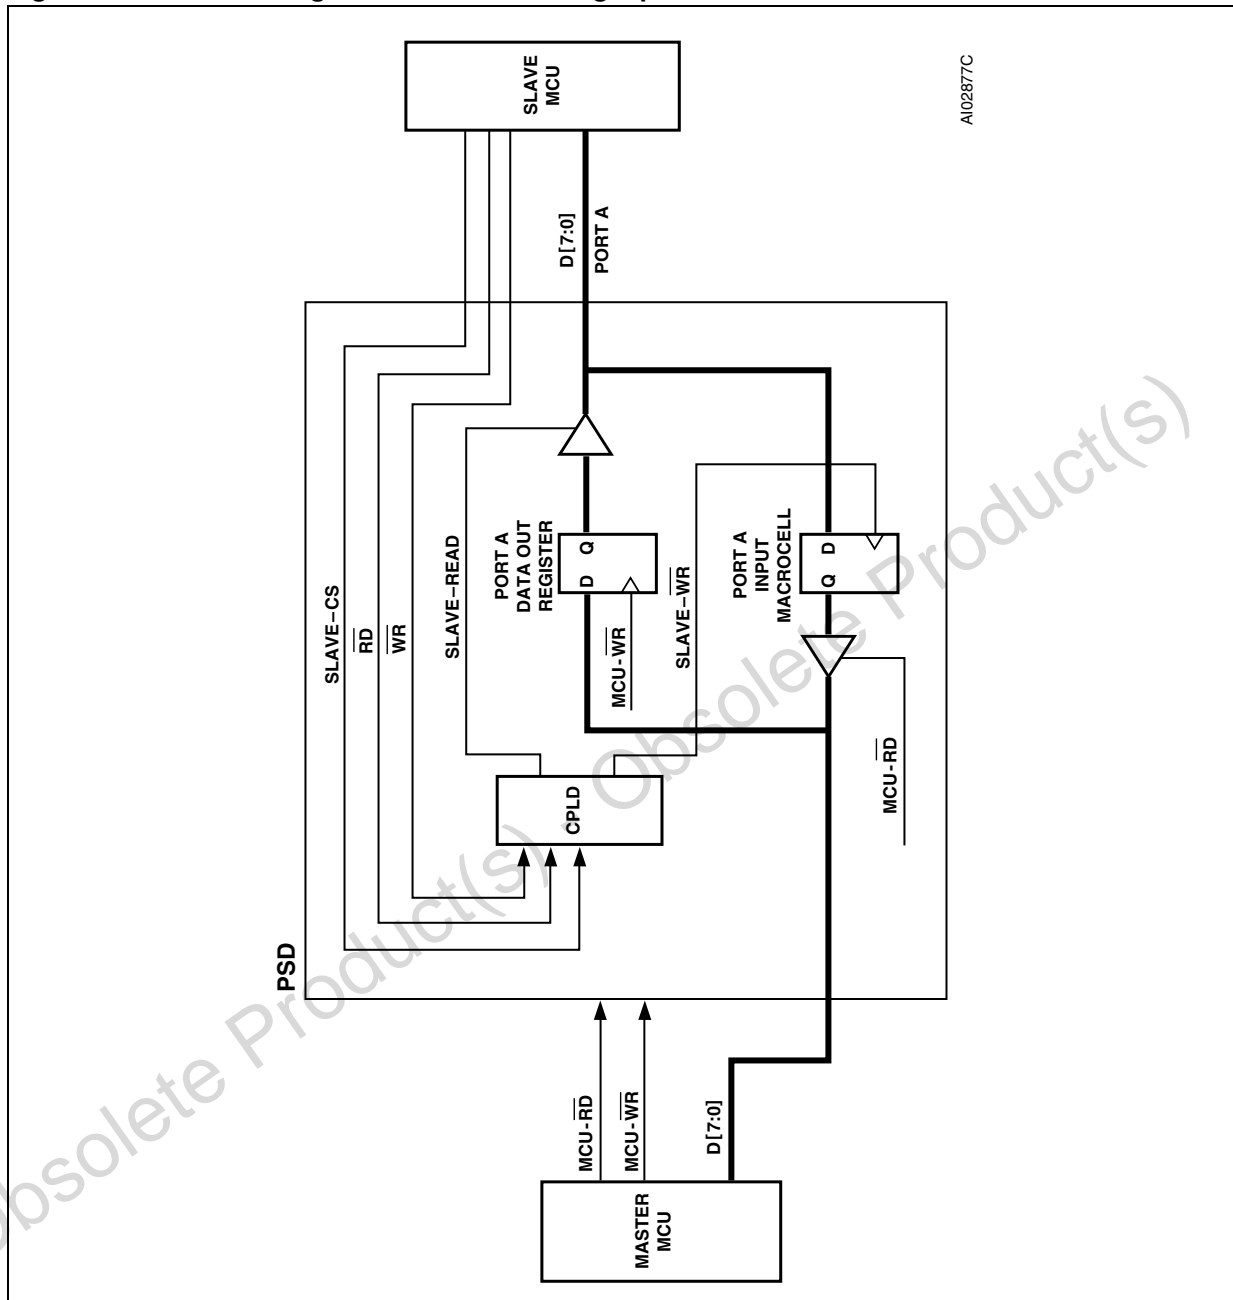 SLAVE
MCU
AI02877C
D[7:0]
PORT A
SLAVE–CS
RD
WR
SLAVE–READ
PORT A
DATA OUT
REGISTER
D Q
MCU-WR
SLAVE–WR
PORT A
INPUT
MACROCELL
Q D
MCU-RD
CPLD
PSD
MCU-RD
MCU-WR
D[7:0]
MASTER
MCU
Obsolete Product(s) - Obsolete Product(s)